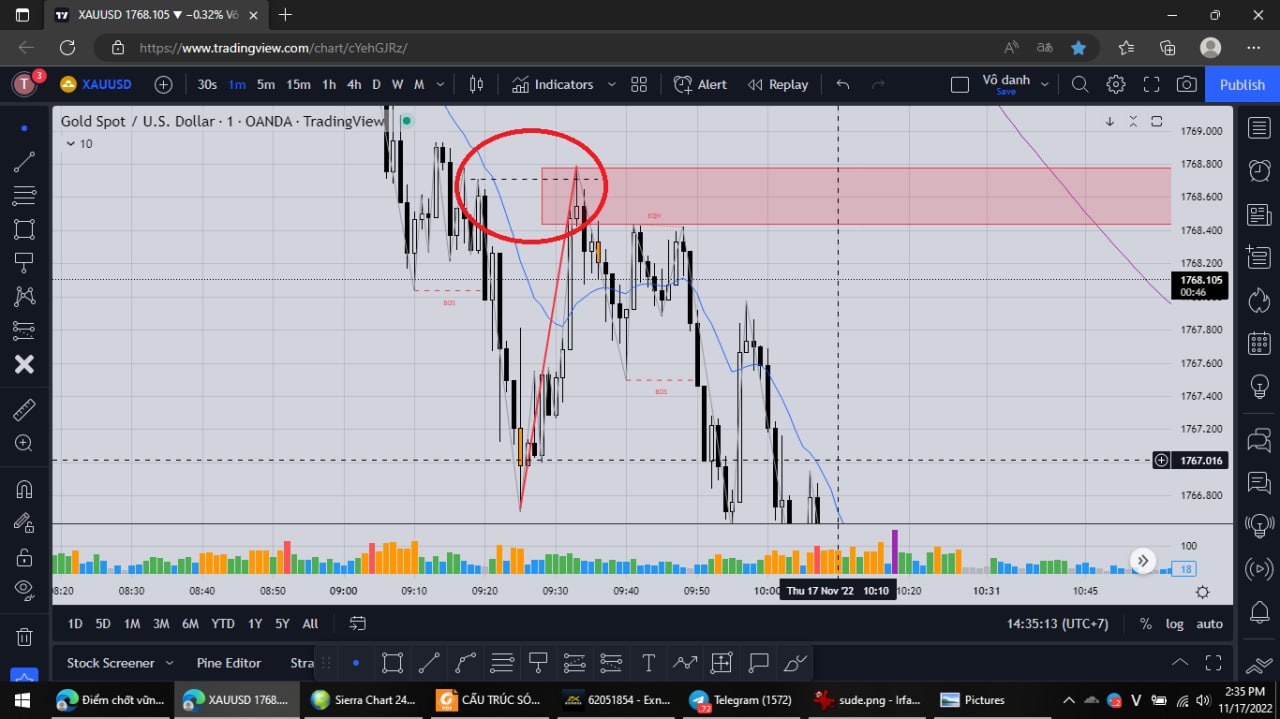 XAUUSD 1768.105 ▼ −0.32% Vô
https://www.tradingview.com/chart/cYehGJRz/
T 3 XAUUSD 30s 1m 5m 15m 1h 4h D W M Indicators Alert Replay Vô danh Save Publish
Gold Spot / U.S. Dollar · 1 · OANDA · TradingView
10
1769.000
1768.800
1768.600
EQH
1768.400
1768.200
1768.105
00:46
BOS
1767.800
1767.600
BOS
1767.400
1767.200
1767.016
1766.800
100
18
08:20 08:30 08:40 08:50 09:00 09:10 09:20 09:30 09:40 09:50 10:00 Thu 17 Nov '22 10:10 10:20 10:31 10:45
1D 5D 1M 3M 6M YTD 1Y 5Y All 14:35:13 (UTC+7) % log auto
Stock Screener Pine Editor Stra T
Điểm chốt vữn... XAUUSD 1768.... Sierra Chart 24... CẤU TRÚC SÓ... 62051854 - Exn... Telegram (1572) sude.png - Irfa... Pictures V 2:35 PM
11/17/2022